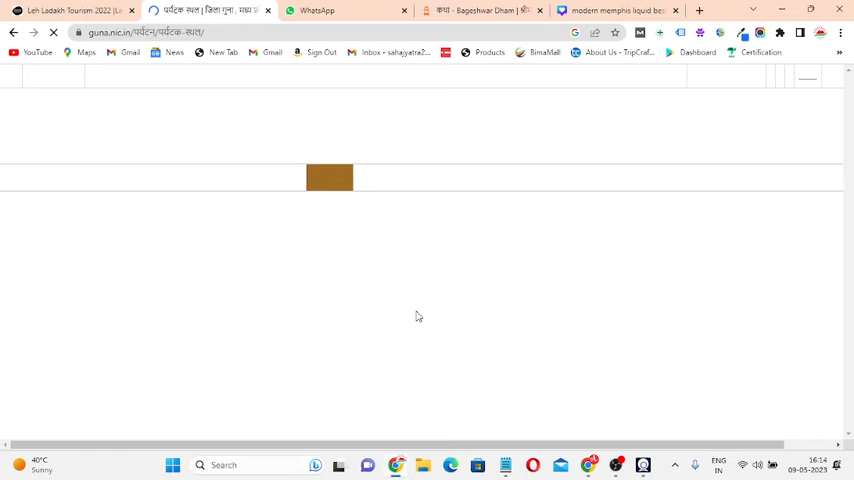 Leh Ladakh Tourism 2022 |Le
पर्यटक स्थल | जिला गुना , मध्य प्र
WhatsApp
कथा - Bageshwar Dham | श्री
modern memphis liquid bes
guna.nic.in/पर्यटन/पर्यटक-स्थल/
YouTube
Maps
Gmail
News
New Tab
Gmail
Sign Out
Inbox - sahajyatra2...
Products
BimaMall
About Us - TripCraf...
Dashboard
Certification
40°C
Sunny
Search
ENG
IN
16:14
09-05-2023